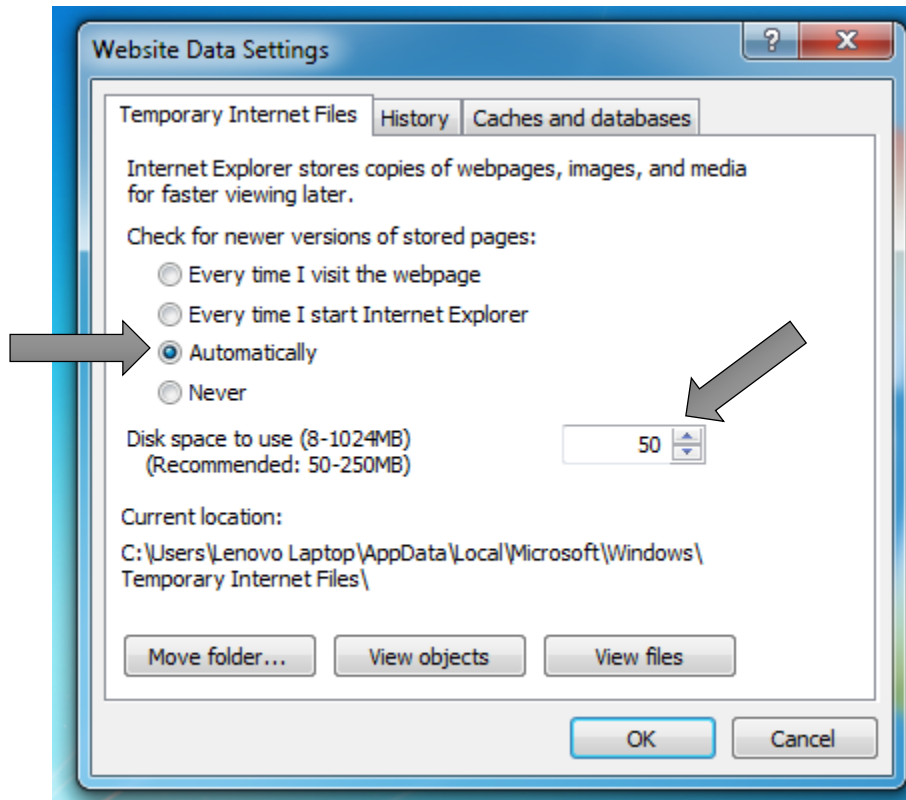 Website Data Settings
?
X
Temporary Internet Files
History
Caches and databases
Internet Explorer stores copies of webpages, images, and media
for faster viewing later.
Check for newer versions of stored pages:
Every time I visit the webpage
Every time I start Internet Explorer
Automatically
Never
Disk space to use (8-1024MB)
50
(Recommended: 50-250MB)
Current location:
C:\Users\Lenovo Laptop\AppData\Local\Microsoft\Windows\
Temporary Internet Files\
Move folder...
View objects
View files
OK
Cancel